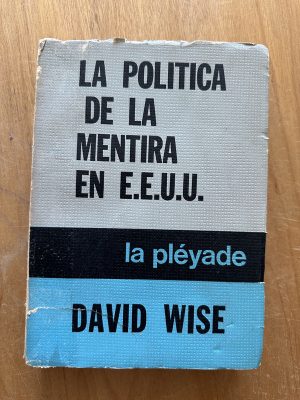 LA POLITICA
DE LA
MENTIRA
EN E.E.U.U.
la pléyade
DAVID WISE